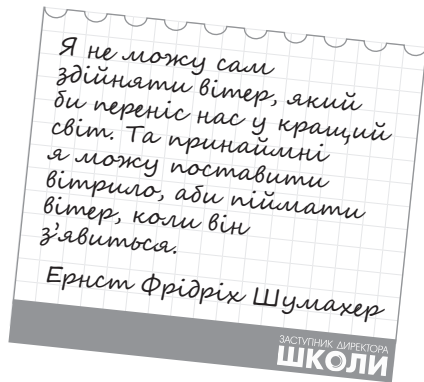 Я не можу сам
здійняти вітер, який
би переніс нас у кращий
світ. Та принаймні
я можу поставити
вітрило, аби піймати
вітер, коли він
з’явиться.
Ернст Фрідріх Шумахер
ЗАСТУПНИК ДИРЕКТОРА
ШКОЛИ